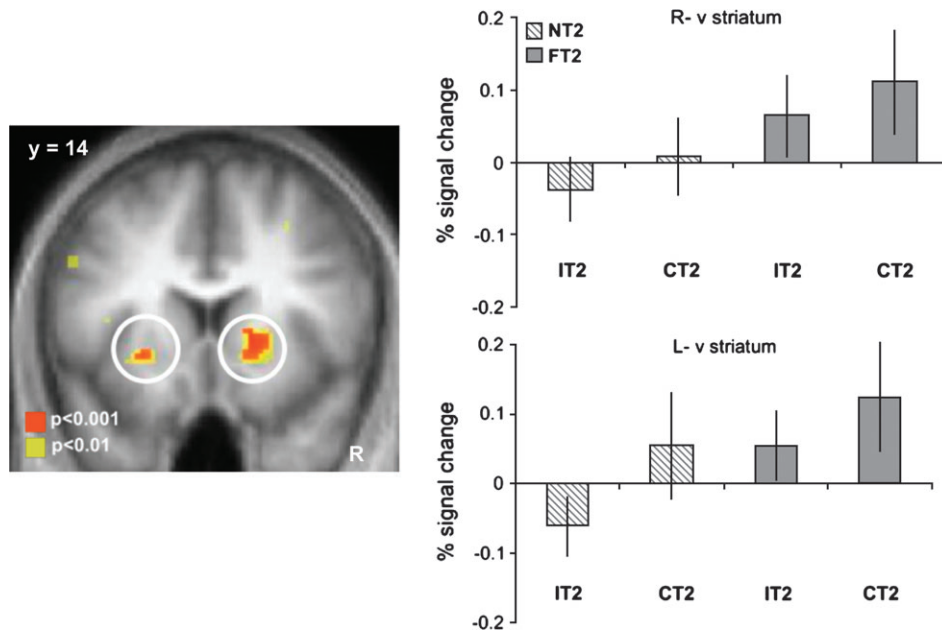 y = 14
p<0.001
p<0.01
R
R- v striatum
NT2
FT2
% signal change
0.2
0.1
0
-0.1
-0.2
IT2 CT2 IT2 CT2
L- v striatum
% signal change
0.2
0.1
0
-0.1
-0.2
IT2 CT2 IT2 CT2